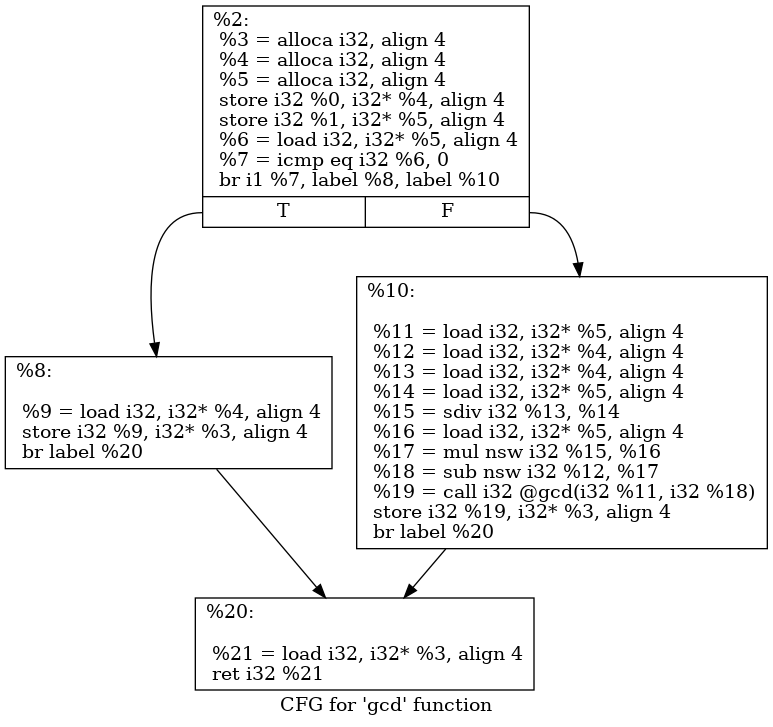 %2:
%3 = alloca i32, align 4
%4 = alloca i32, align 4
%5 = alloca i32, align 4
store i32 %0, i32* %4, align 4
store i32 %1, i32* %5, align 4
%6 = load i32, i32* %5, align 4
%7 = icmp eq i32 %6, 0
br i1 %7, label %8, label %10
T
F
%8:
%9 = load i32, i32* %4, align 4
store i32 %9, i32* %3, align 4
br label %20
%10:
%11 = load i32, i32* %5, align 4
%12 = load i32, i32* %4, align 4
%13 = load i32, i32* %4, align 4
%14 = load i32, i32* %5, align 4
%15 = sdiv i32 %13, %14
%16 = load i32, i32* %5, align 4
%17 = mul nsw i32 %15, %16
%18 = sub nsw i32 %12, %17
%19 = call i32 @gcd(i32 %11, i32 %18)
store i32 %19, i32* %3, align 4
br label %20
%20:
%21 = load i32, i32* %3, align 4
ret i32 %21
CFG for 'gcd' function